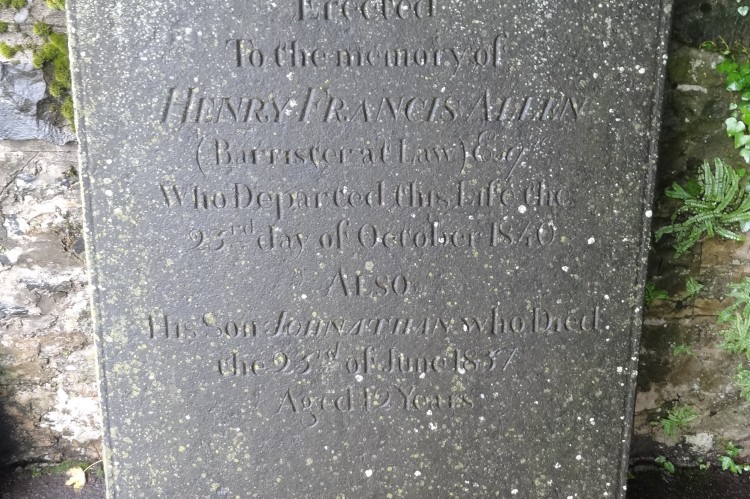 Erected
To the memory of
HENRY FRANCIS ALLEN
(Barrister at Law) Esqre
Who Departed this Life the
23rd day of October 1840
ALSO
His Son JOHNATHAN who Died
the 23rd of June 1837
Aged 12 Years